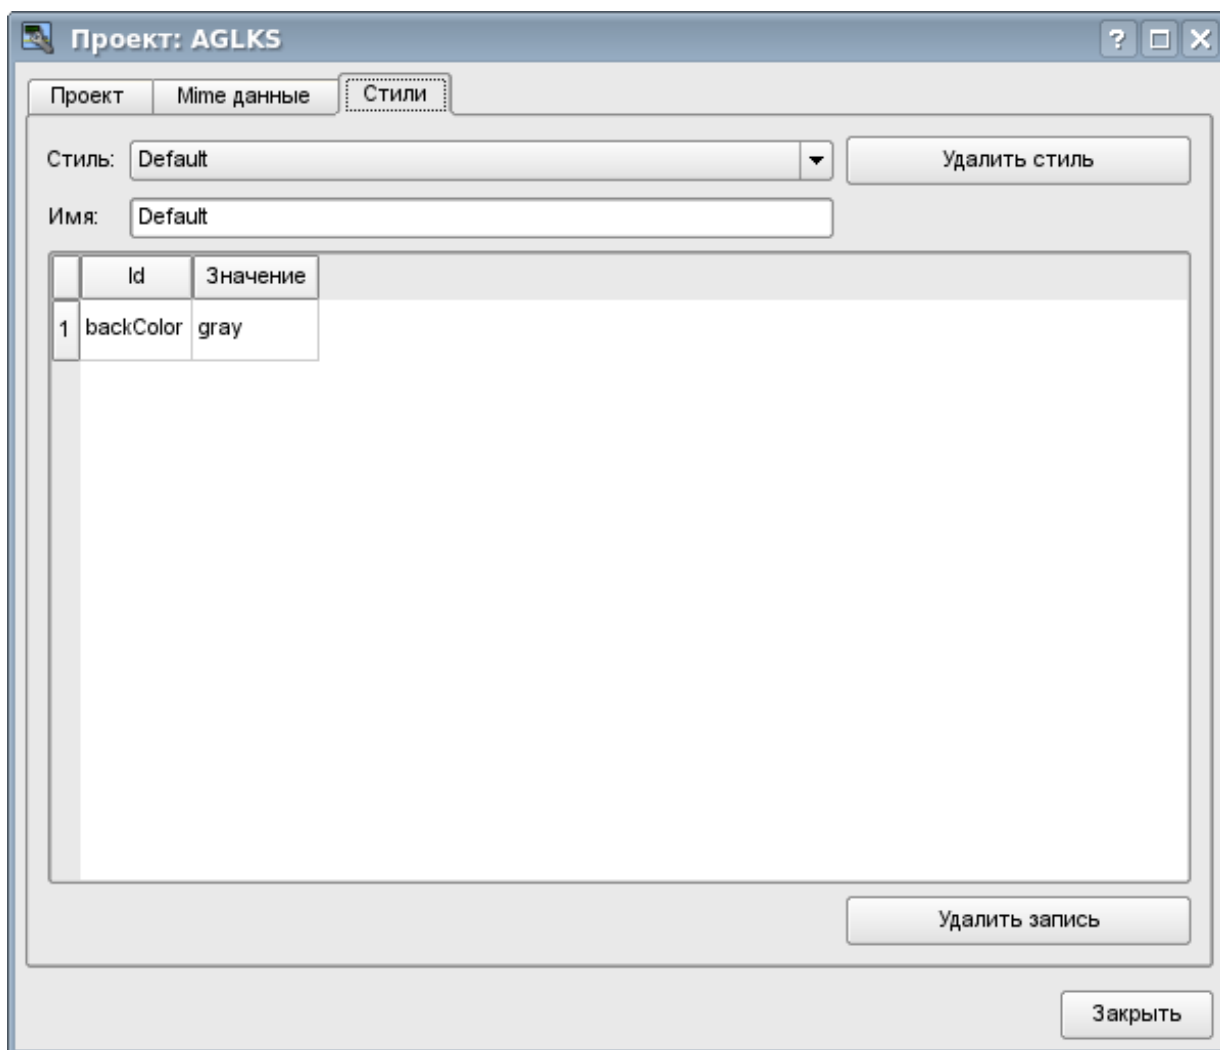 Проект: AGLKS
Проект Mime данные Стили
Стиль: Default Удалить стиль
Имя: Default
Id Значение
1 backColor gray
Удалить запись
Закрыть